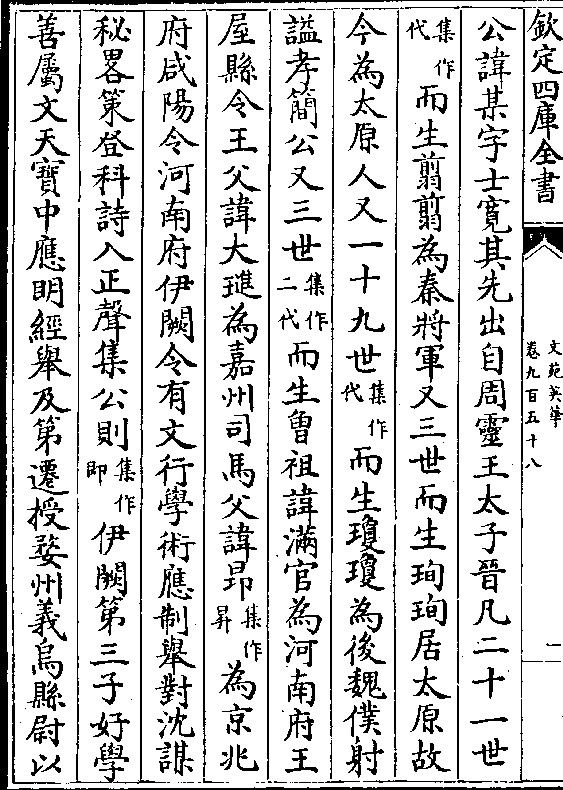 欽定四庫全書
文苑英華
卷九百五十八
一
公諱某字士寬其先出自周靈王太子晉凡二十一世
集作代而生翦翦為秦將軍又三世而生珣珣居太原故
今為太原人又一十九世集作代而生瓊瓊為後魏僕射
諡孝簡公又三世集作二代而生曾祖諱滿官為河南府王
屋縣令王父諱大璡為嘉州司馬父諱昂集作昇為京兆
府咸陽令河南府伊闕令有文行學術應制舉對沈謀
秘畧策登科詩入正聲集公則集作即伊闕第三子好學
善屬文天寶中應明經舉及第遷授婺州義烏縣尉以